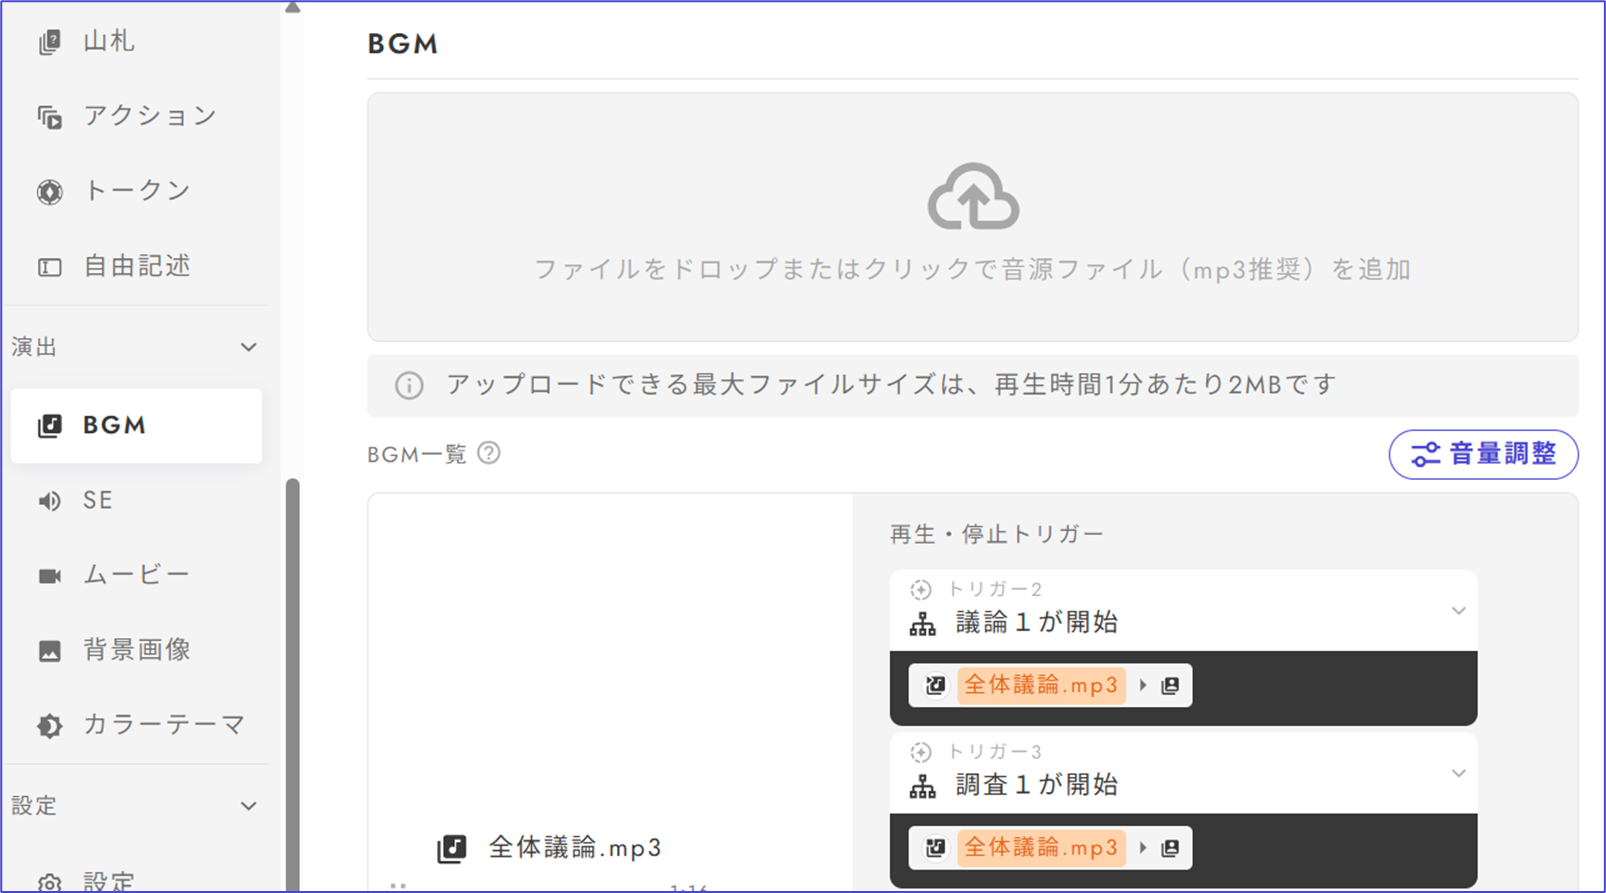 山札
アクション
トークン
自由記述
演出
BGM
SE
ムービー
背景画像
カラーテーマ
設定
設定
BGM
ファイルをドロップまたはクリックで音源ファイル（mp3推奨）を追加
アップロードできる最大ファイルサイズは、再生時間1分あたり2MBです
BGM一覧
音量調整
全体議論.mp3
再生・停止トリガー
トリガー2
議論１が開始
全体議論.mp3
トリガー3
調査１が開始
全体議論.mp3